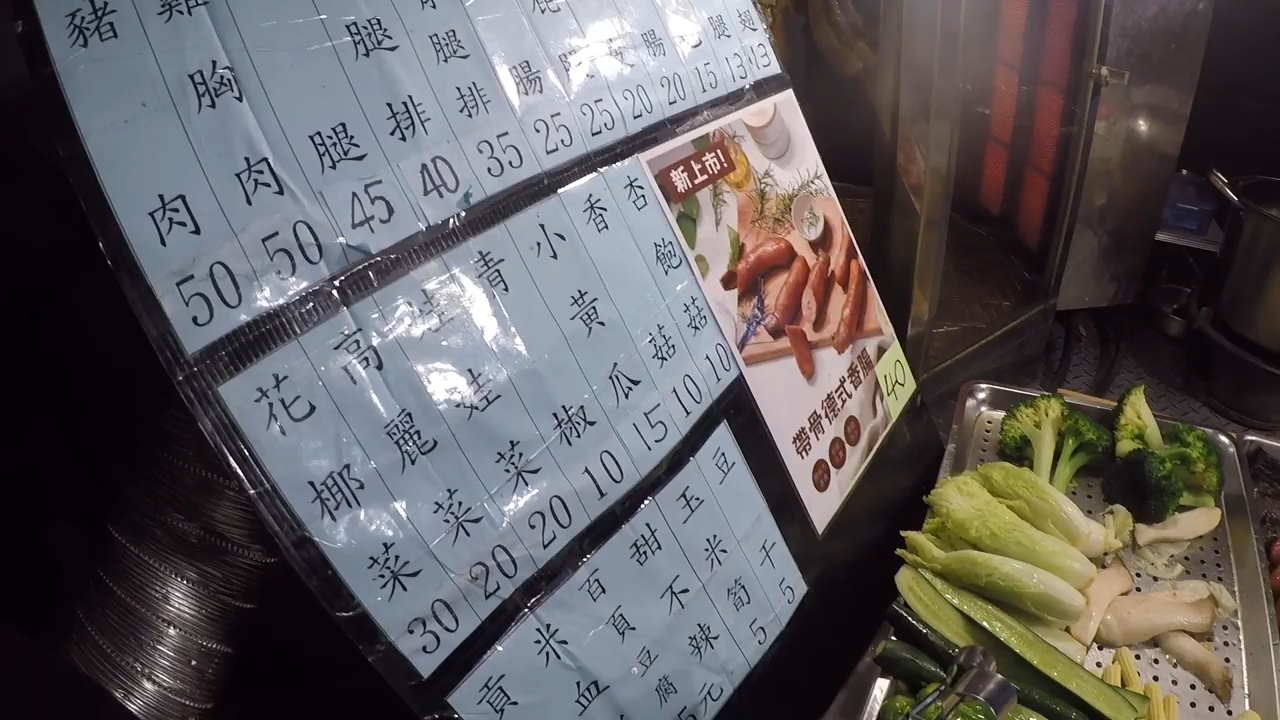 豬肉 50
雞胸肉 50
腿 45
腿排 40
腿排 35
腸 25
25
20
腸 20
15
腿 13
翅 13
花椰菜 30
高麗菜 20
娃娃菜 20
青椒 10
小黃瓜 15
香菇 10
杏鮑菇 10
貢
米血
百頁豆腐
甜不辣 元
玉米筍 5
豆干 5
新上市!
帶骨德式香腸
40